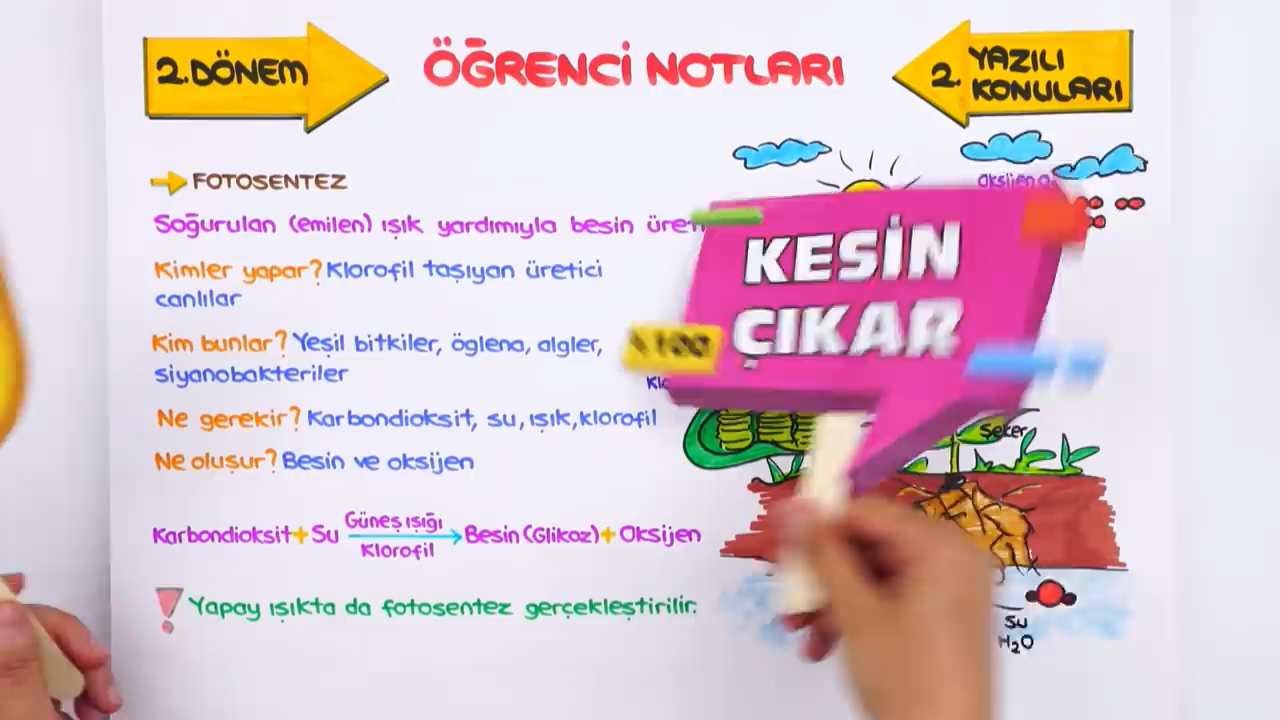 2.DÖNEM
ÖĞRENCİ NOTLARI
2. YAZILI
KONULARI
FOTOSENTEZ
Soğurulan (emilen) ışık yardımıyla besin
Kimler yapar? Klorofil taşıyan üretici
canlılar
Kim bunlar? Yeşil bitkiler, öglena, algler,
siyanobakteriler
Ne gerekir? Karbondioksit, su, ışık, klorofil
Ne oluşur? Besin ve oksijen
Karbondioksit + Su Güneş ışığı Besin (Glikoz) + Oksijen
Klorofil
Yapay ışıkta da fotosentez gerçekleştirilir.
Oksijen
KESİN
ÇIKAR
%100
Şeker
Su
H₂O